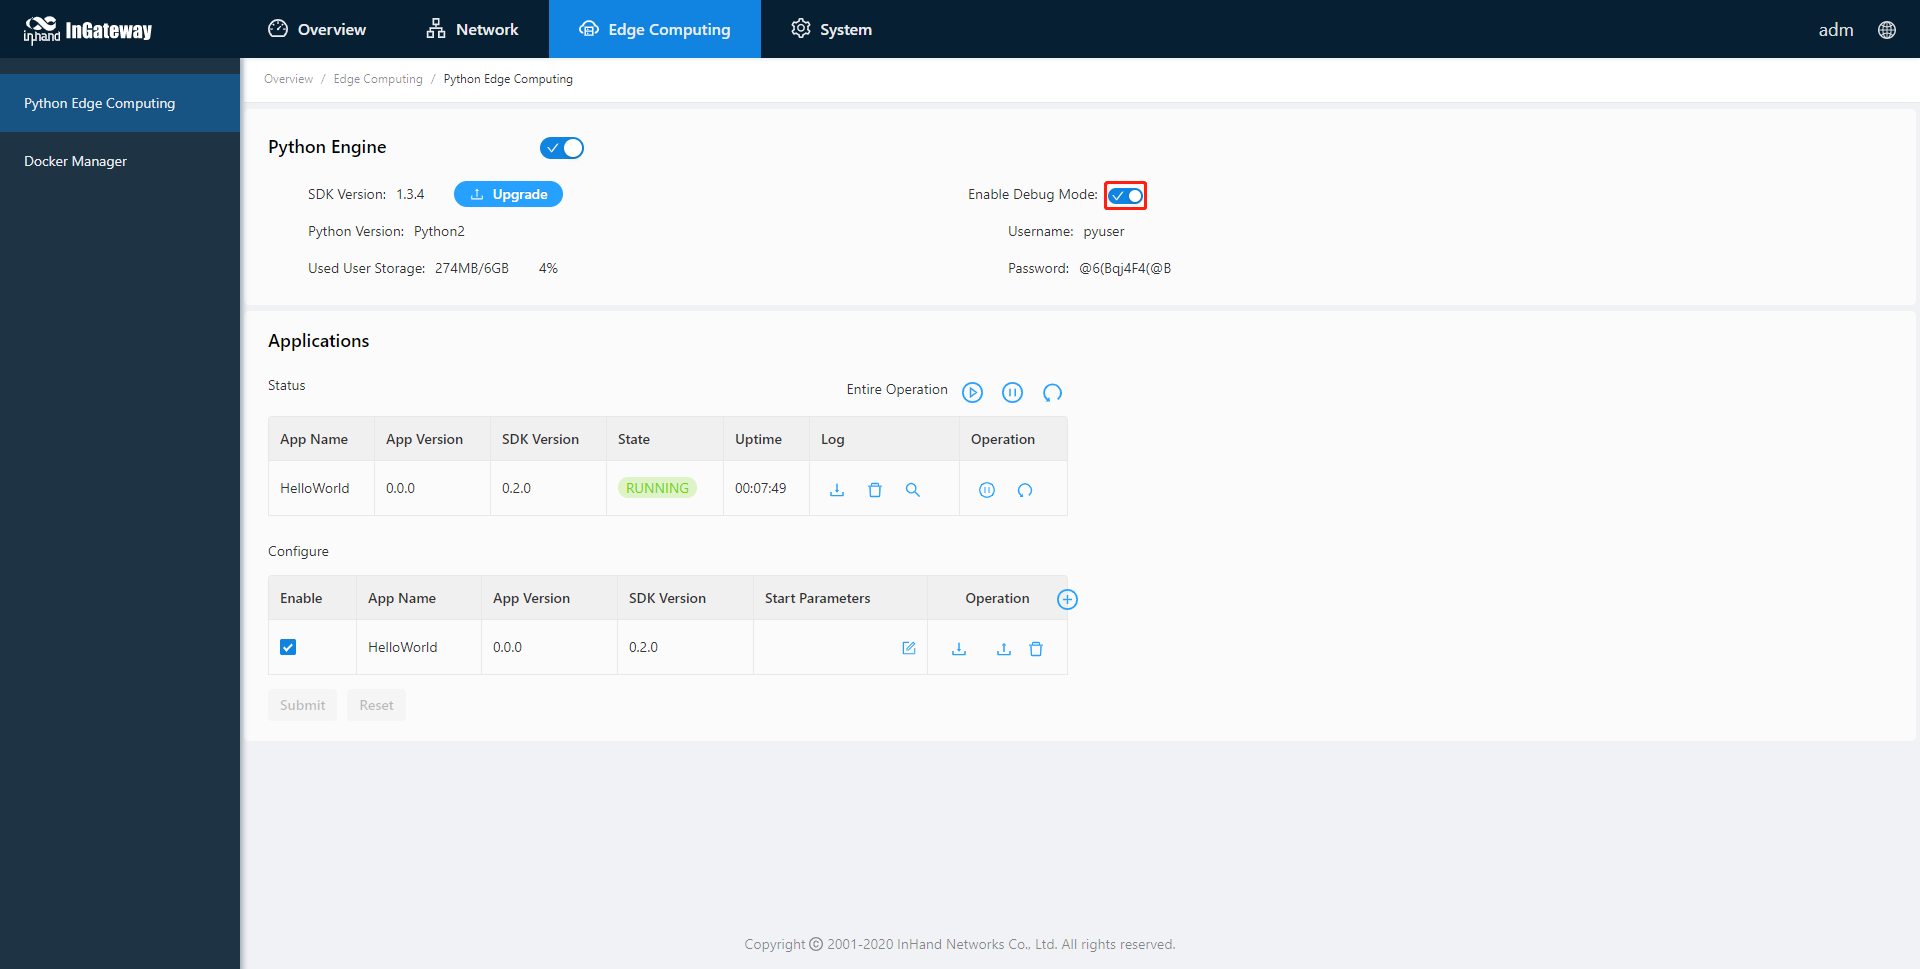 inhand InGateway Overview Network Edge Computing System adm
Python Edge Computing
Docker Manager
Overview / Edge Computing / Python Edge Computing
Python Engine
SDK Version: 1.3.4 Upgrade Enable Debug Mode:
Python Version: Python2 Username: pyuser
Used User Storage: 274MB/6GB 4% Password: @6(Bqj4F4(@B
Applications
Status Entire Operation
App Name App Version SDK Version State Uptime Log Operation
HelloWorld 0.0.0 0.2.0 RUNNING 00:07:49
Configure
Enable App Name App Version SDK Version Start Parameters Operation
HelloWorld 0.0.0 0.2.0
Submit Reset
Copyright © 2001-2020 InHand Networks Co., Ltd. All rights reserved.